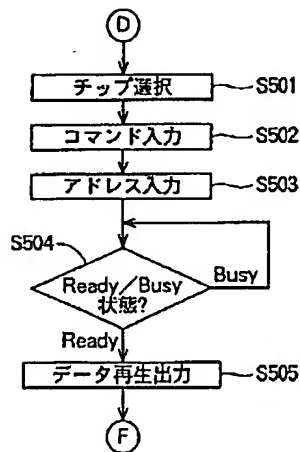 D
チップ選択 S501
コマンド入力 S502
アドレス入力 S503
S504
Ready／Busy Busy
状態?
Ready
データ再生出力 S505
F